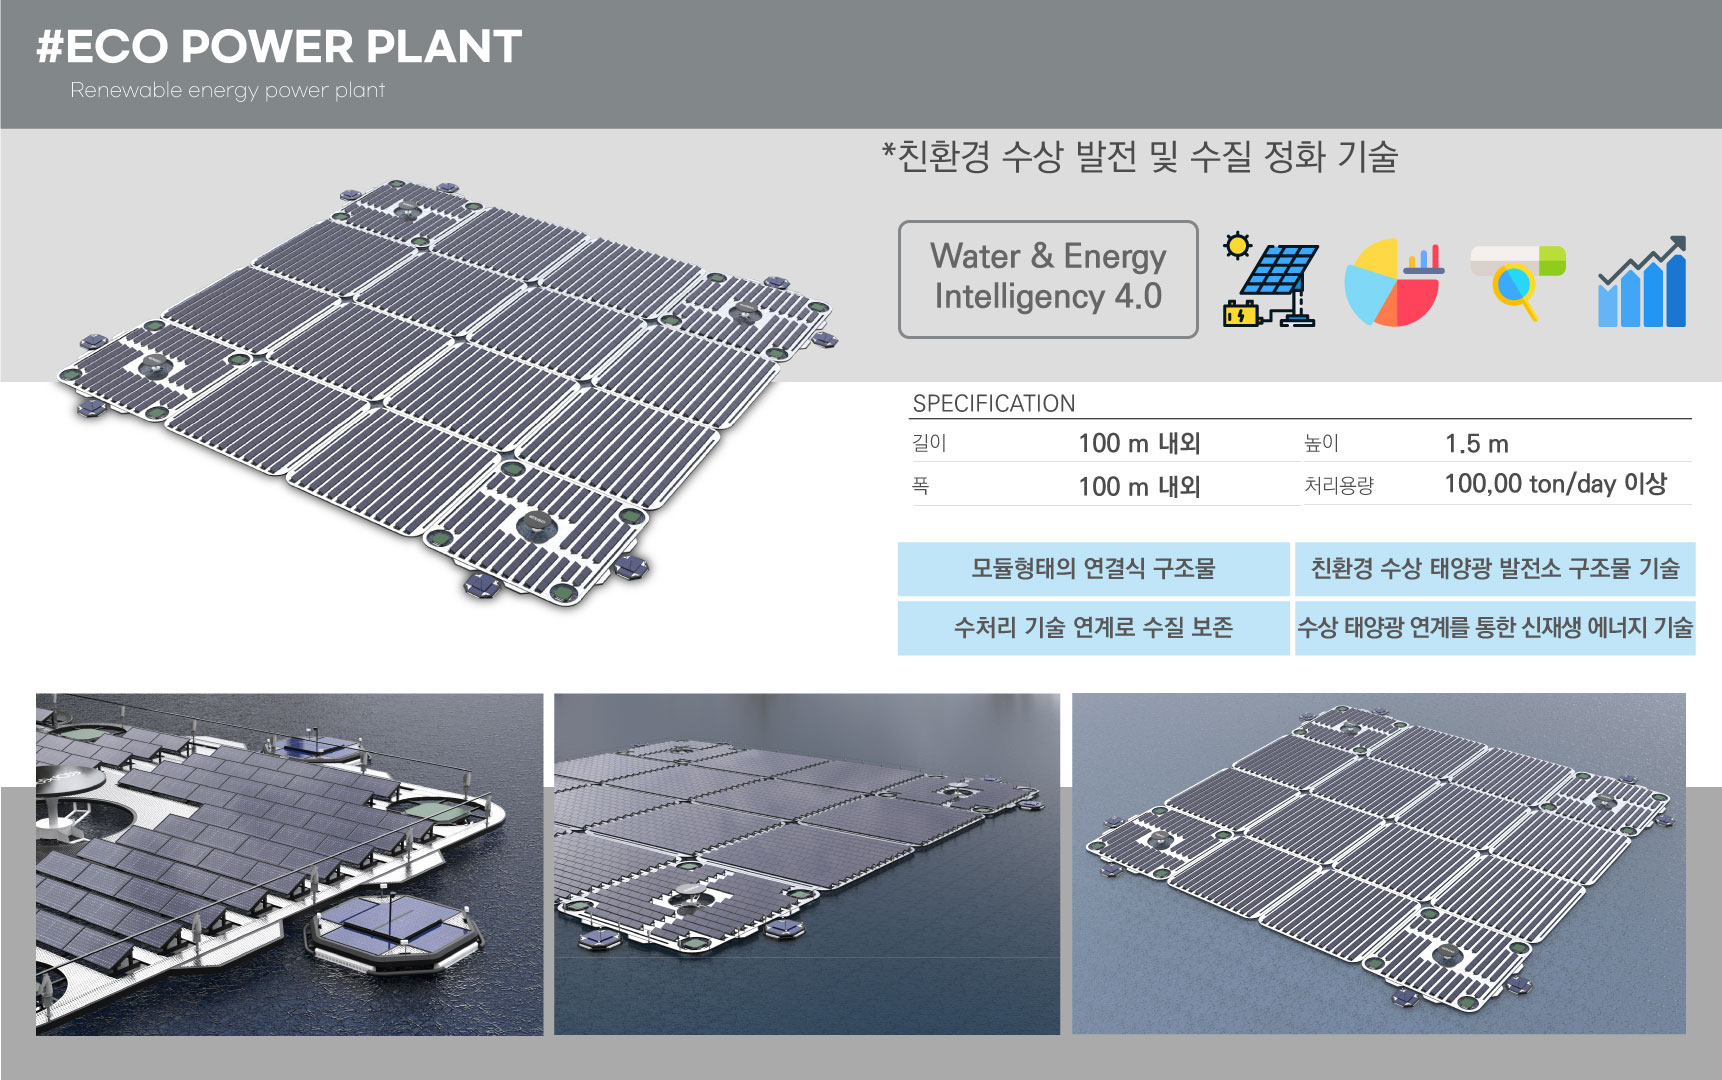 #ECO POWER PLANT
Renewable energy power plant
*친환경 수상 발전 및 수질 정화 기술
Water & Energy
Intelligency 4.0
SPECIFICATION
길이 100 m 내외 높이 1.5 m
폭 100 m 내외 처리용량 100,00 ton/day 이상
모듈형태의 연결식 구조물 친환경 수상 태양광 발전소 구조물 기술
수처리 기술 연계로 수질 보존 수상 태양광 연계를 통한 신재생 에너지 기술